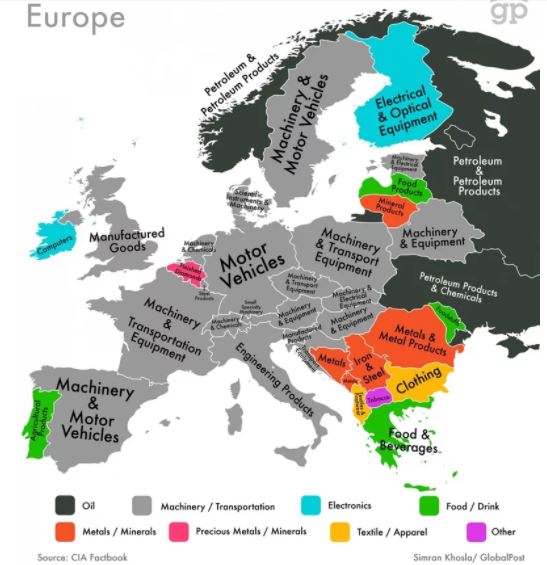 Europe
gp
Petroleum &
Petroleum Products
Machinery &
Motor Vehicles
Electrical
& Optical
Equipment
Petroleum
&
Petroleum
Products
Machinery
& Electrical
Equipment
Food
Products
Mineral
Products
Machinery
& Equipment
Scientific
Instruments &
Machinery
Computers
Manufactured
Goods
Machinery
& Chemicals
Finished
Diamonds
Steel
Products
Motor
Vehicles
Machinery
& Transport
Equipment
Petroleum Products
& Chemicals
Machinery
& Transport
Equipment
Machinery &
Electrical
Equipment
Small
Specialty
Machinery
Machinery
& Chemicals
Machinery
& Equipment
Machinery
& Equipment
Manufactured
Products
Transport
Equipment
Machinery
&
Transportation
Equipment
Engineering Products
Metals &
Metal Products
Foodstuffs
Metals
Iron
&
Steel
Metals
Clothing
Tobacco
Textiles &
Footwear
Agricultural
Products
Machinery
&
Motor
Vehicles
Food &
Beverages
Oil
Machinery / Transportation
Electronics
Food / Drink
Metals / Minerals
Precious Metals / Minerals
Textile / Apparel
Other
Source: CIA Factbook
Simran Khosla/ GlobalPost